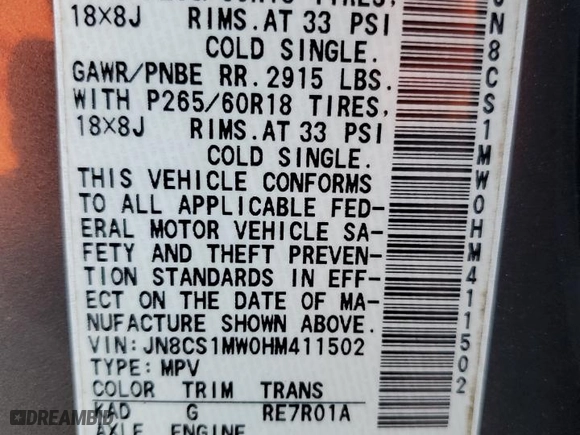 18X8J RIMS.AT 33 PSI
COLD SINGLE.
GAWR/PNBE RR.2915 LBS.
WITH P265/60R18 TIRES,
18X8J RIMS.AT 33 PSI
COLD SINGLE.
THIS VEHICLE CONFORMS
TO ALL APPLICABLE FED-
ERAL MOTOR VEHICLE SA-
FETY AND THEFT PREVEN-
TION STANDARDS IN EFF-
ECT ON THE DATE OF MA-
NUFACTURE SHOWN ABOVE
VIN:JN8CS1MW0HM411502
TYPE:MPV
COLOR TRIM TRANS
KAD G RE7R01A
AXLE ENGINE
JN8CS1MW0HM411502
DREAMBID